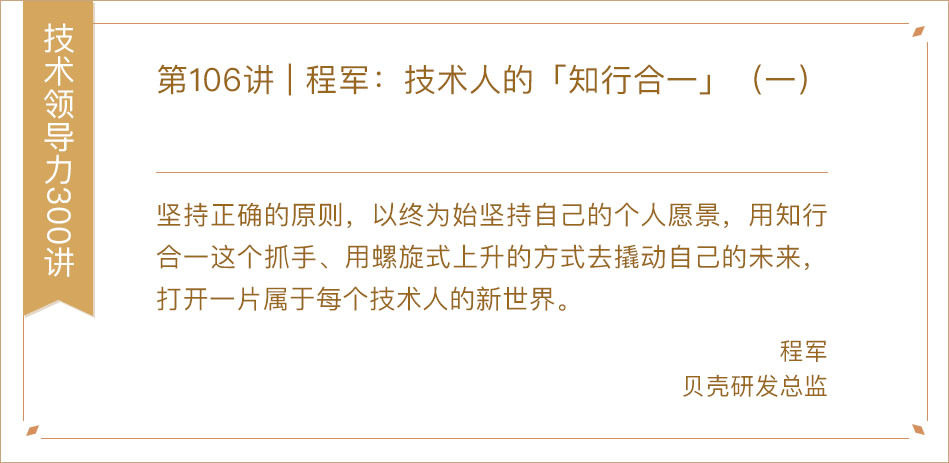 技术领导力300讲
第106讲 | 程军：技术人的「知行合一」（一）
坚持正确的原则，以终为始坚持自己的个人愿景，用知行
合一这个抓手、用螺旋式上升的方式去撬动自己的未来，
打开一片属于每个技术人的新世界。
程军
贝壳研发总监